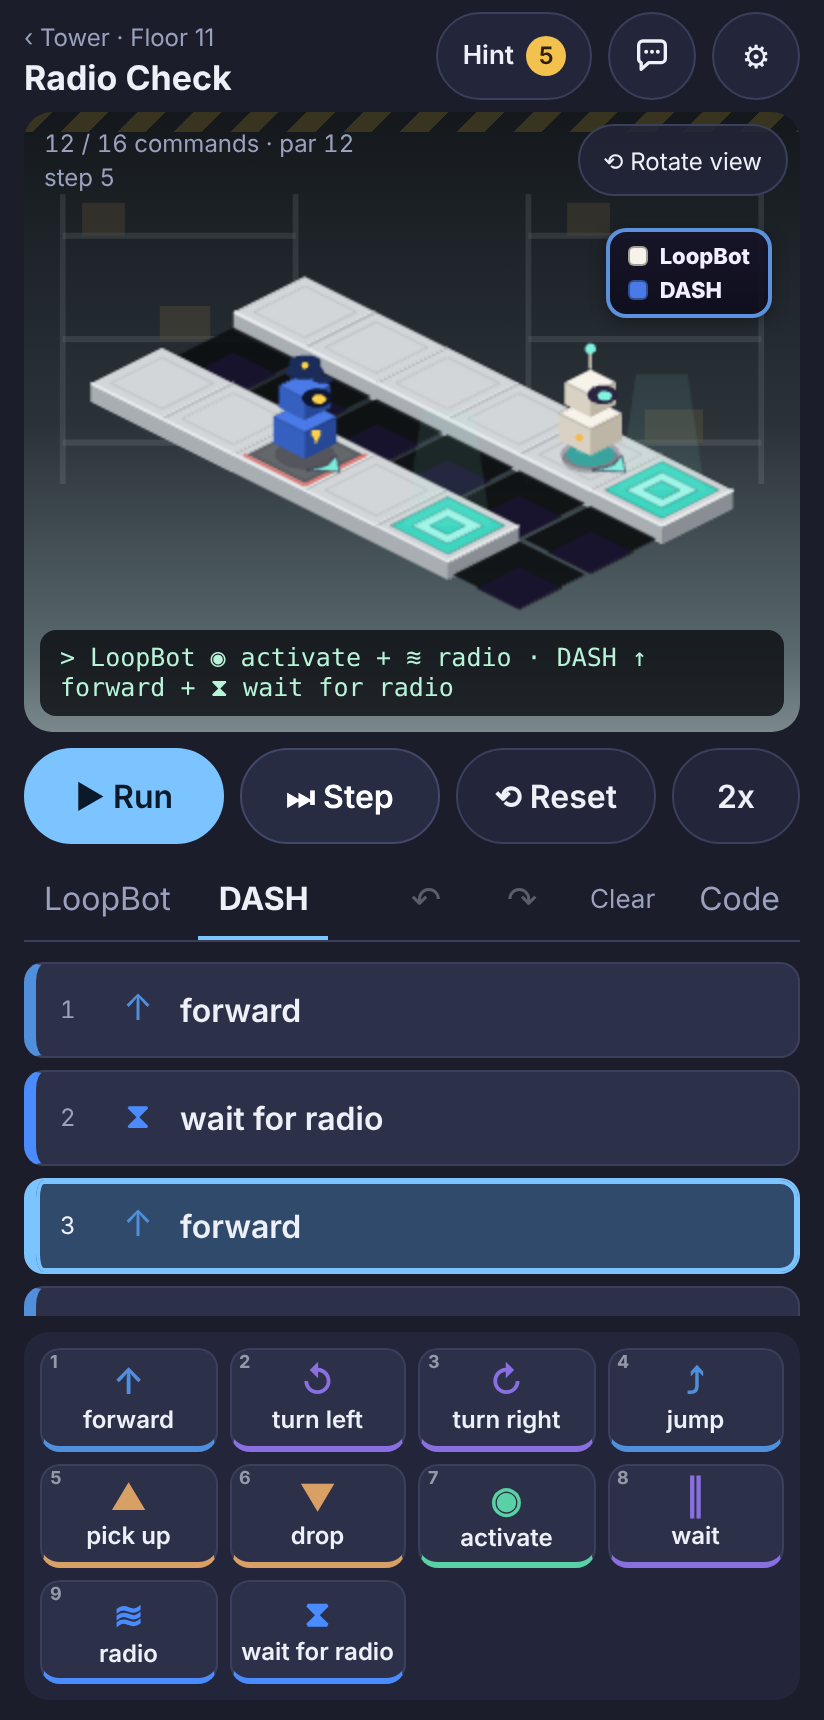 ‹ Tower · Floor 11
Radio Check
Hint 5
12 / 16 commands · par 12
step 5
⟲ Rotate view
LoopBot
DASH
> LoopBot ◉ activate + ≋ radio · DASH ↑
forward + ⧗ wait for radio
▶ Run
⏭ Step
⟲ Reset
2x
LoopBot
DASH
↶
↷
Clear
Code
1 ↑ forward
2 ⧗ wait for radio
3 ↑ forward
1 ↑ forward
2 ↺ turn left
3 ↻ turn right
4 ⤴ jump
5 ▲ pick up
6 ▼ drop
7 ◉ activate
8 ∥ wait
9 ≋ radio
⧗ wait for radio